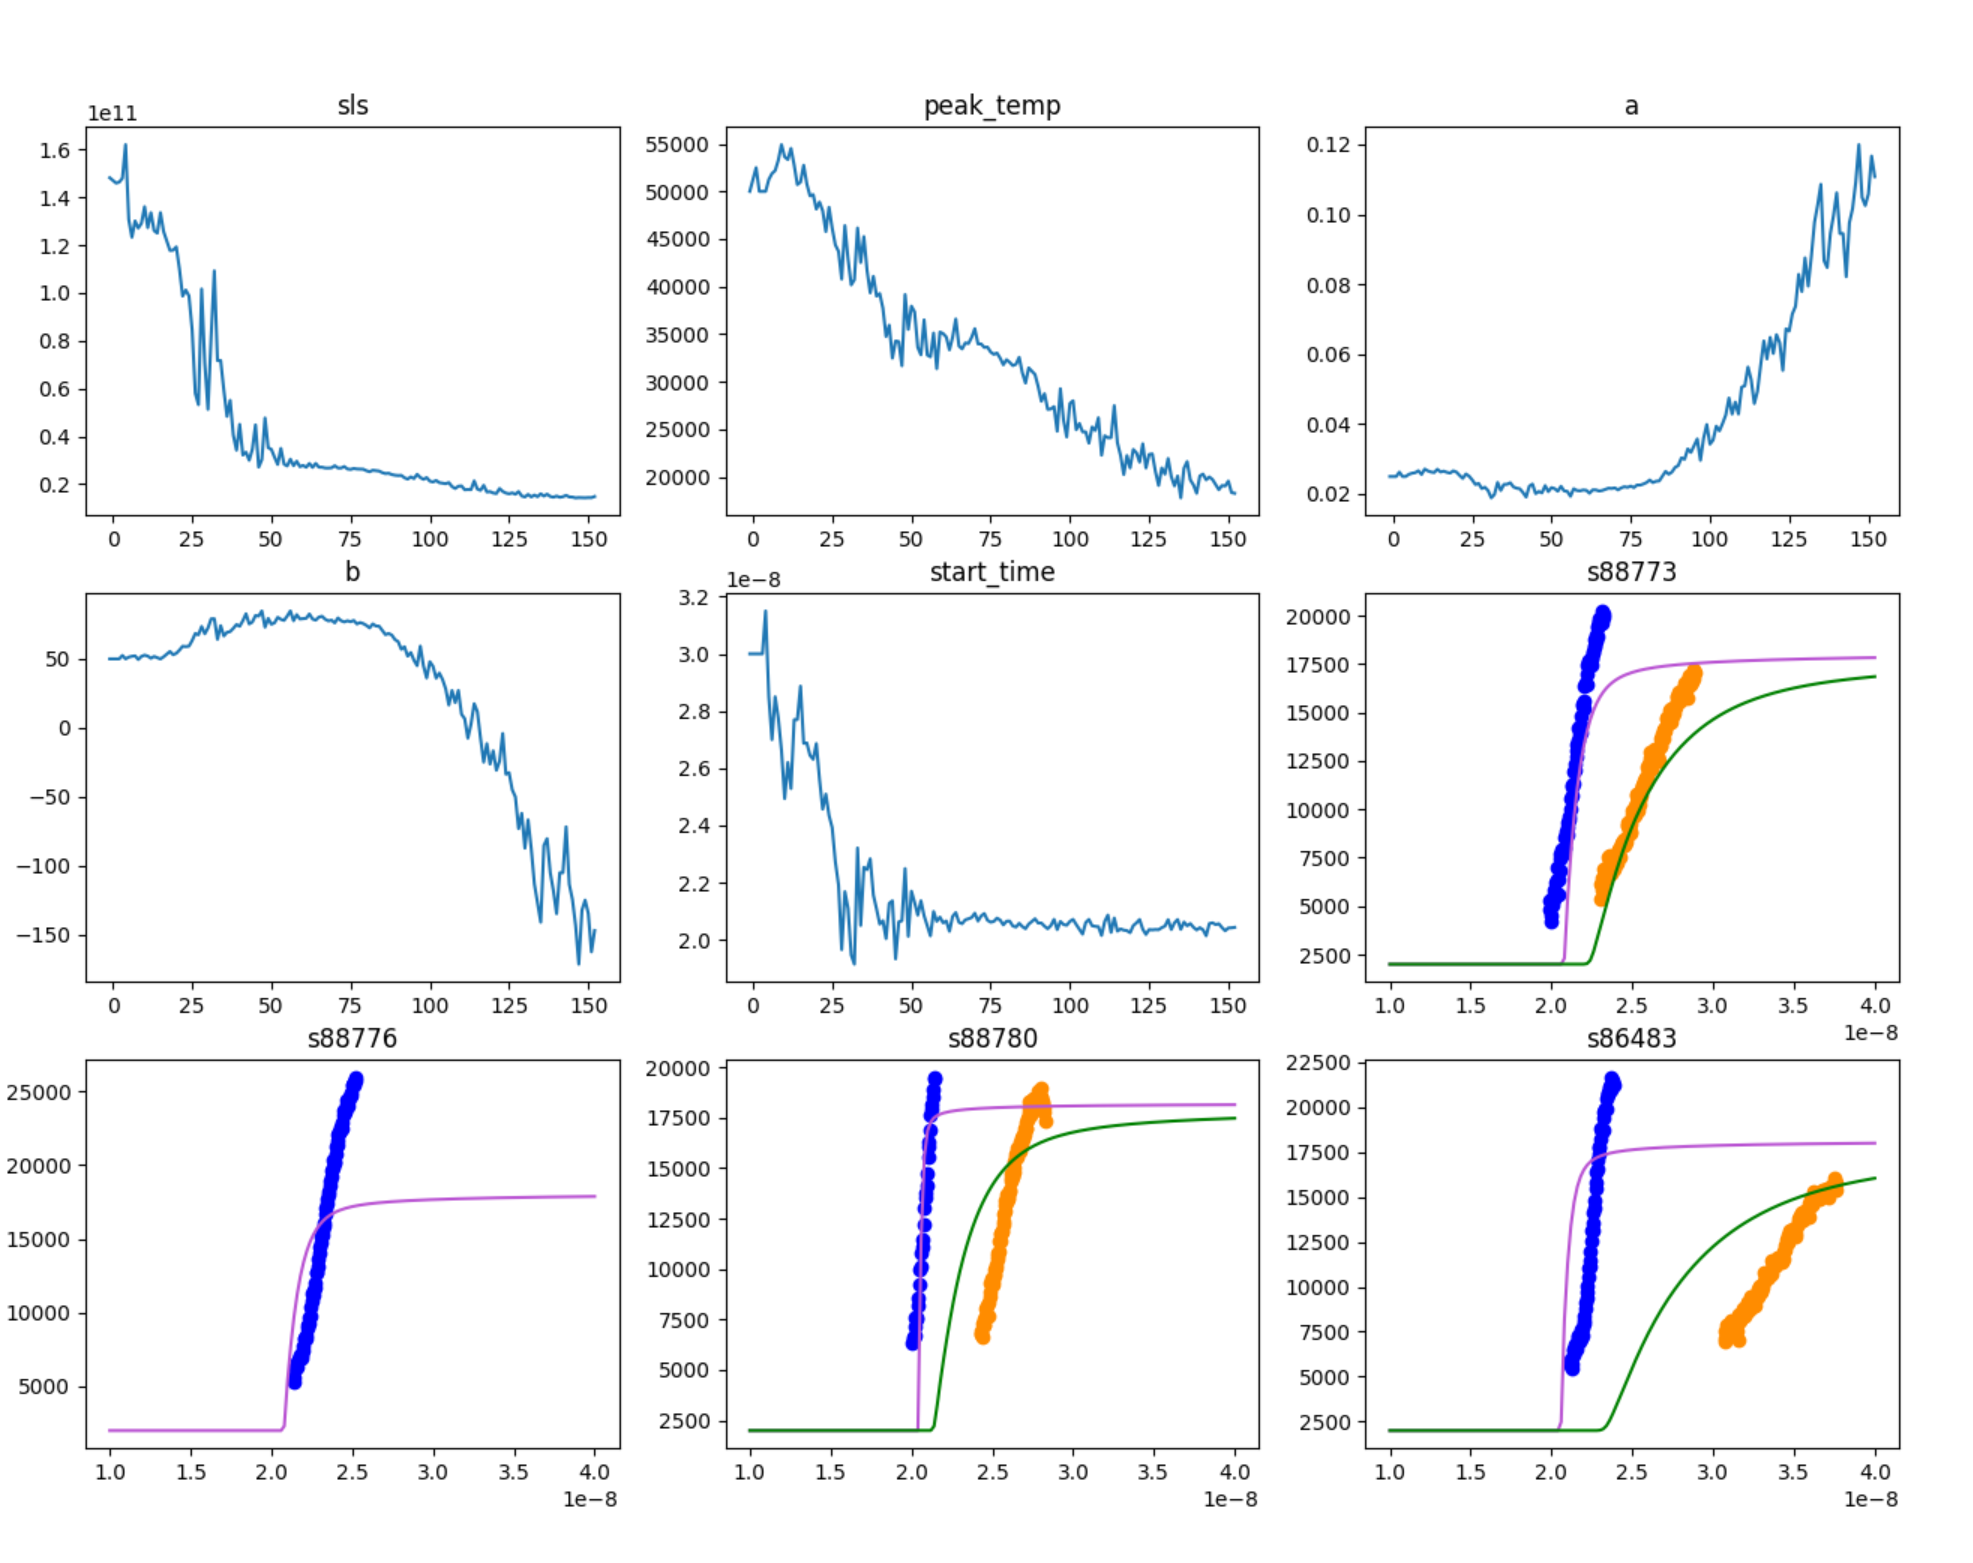 sls
1e11
1.6
1.4
1.2
1.0
0.8
0.6
0.4
0.2
0 25 50 75 100 125 150
peak_temp
55000
50000
45000
40000
35000
30000
25000
20000
0 25 50 75 100 125 150
a
0.12
0.10
0.08
0.06
0.04
0.02
0 25 50 75 100 125 150
b
50
0
−50
−100
−150
0 25 50 75 100 125 150
start_time
1e−8
3.2
3.0
2.8
2.6
2.4
2.2
2.0
0 25 50 75 100 125 150
s88773
20000
17500
15000
12500
10000
7500
5000
2500
1.0 1.5 2.0 2.5 3.0 3.5 4.0
1e−8
s88776
25000
20000
15000
10000
5000
1.0 1.5 2.0 2.5 3.0 3.5 4.0
1e−8
s88780
20000
17500
15000
12500
10000
7500
5000
2500
1.0 1.5 2.0 2.5 3.0 3.5 4.0
1e−8
s86483
22500
20000
17500
15000
12500
10000
7500
5000
2500
1.0 1.5 2.0 2.5 3.0 3.5 4.0
1e−8